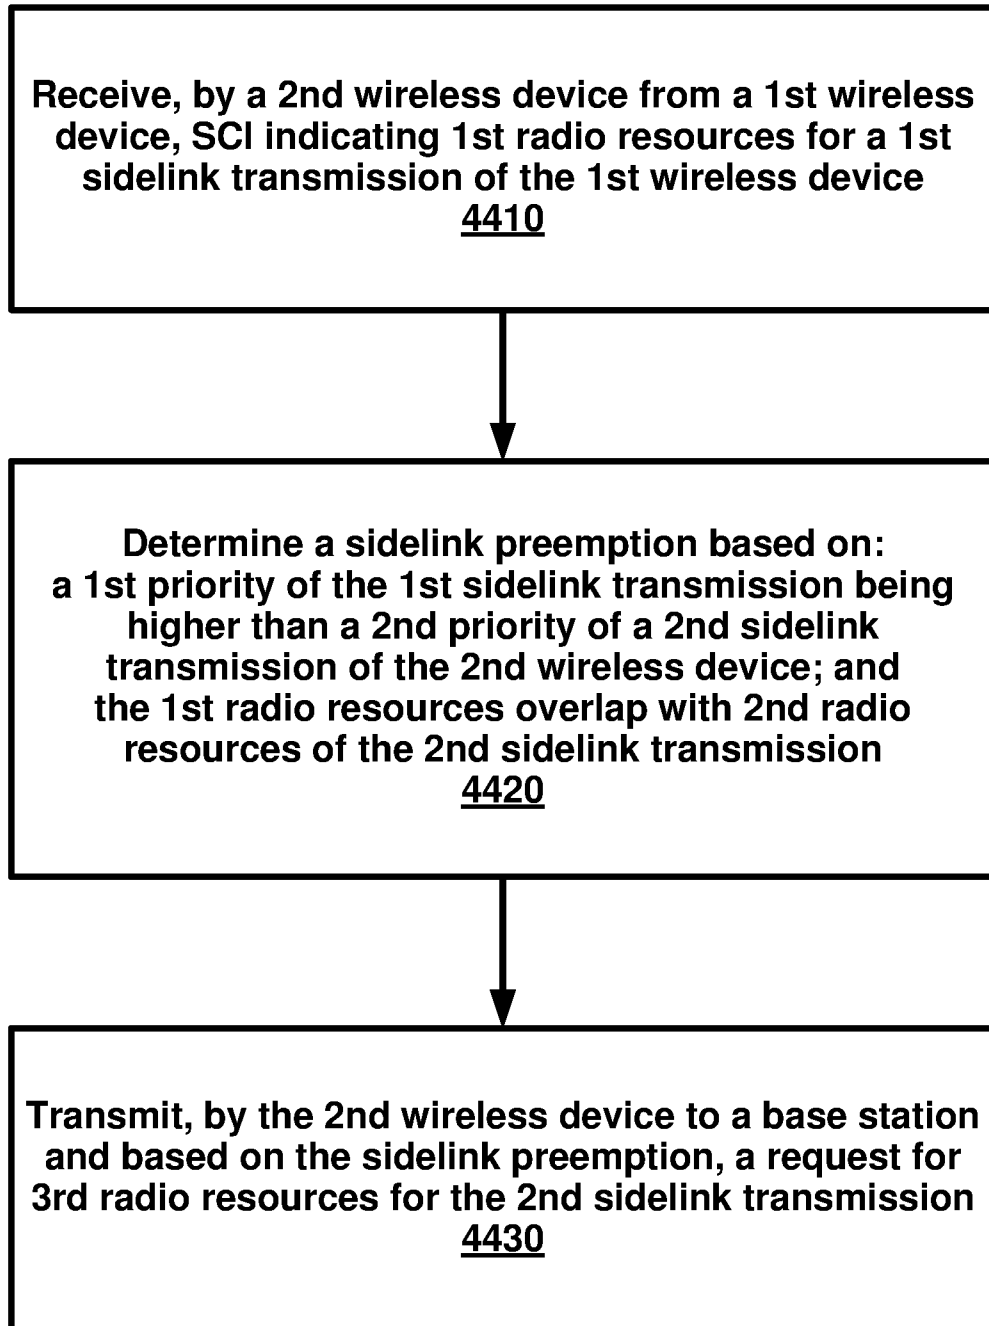 Receive, by a 2nd wireless device from a 1st wireless
device, SCI indicating 1st radio resources for a 1st
sidelink transmission of the 1st wireless device
4410
Determine a sidelink preemption based on:
a 1st priority of the 1st sidelink transmission being
higher than a 2nd priority of a 2nd sidelink
transmission of the 2nd wireless device; and
the 1st radio resources overlap with 2nd radio
resources of the 2nd sidelink transmission
4420
Transmit, by the 2nd wireless device to a base station
and based on the sidelink preemption, a request for
3rd radio resources for the 2nd sidelink transmission
4430